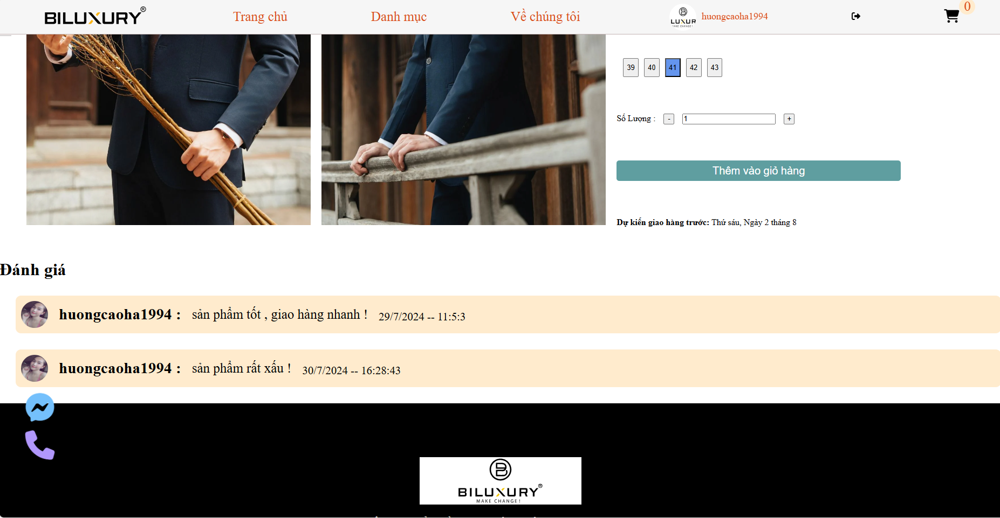 BILUXURY®
Trang chủ
Danh mục
Về chúng tôi
B
LUXUR
huongcaoha1994
0
39 40 41 42 43
Số Lượng : - 1 +
Thêm vào giỏ hàng
Dự kiến giao hàng trước: Thứ sáu, Ngày 2 tháng 8
Đánh giá
huongcaoha1994 : sản phẩm tốt , giao hàng nhanh ! 29/7/2024 -- 11:5:3
huongcaoha1994 : sản phẩm rất xấu ! 30/7/2024 -- 16:28:43
B
BILUXURY®
MAKE CHANGE!